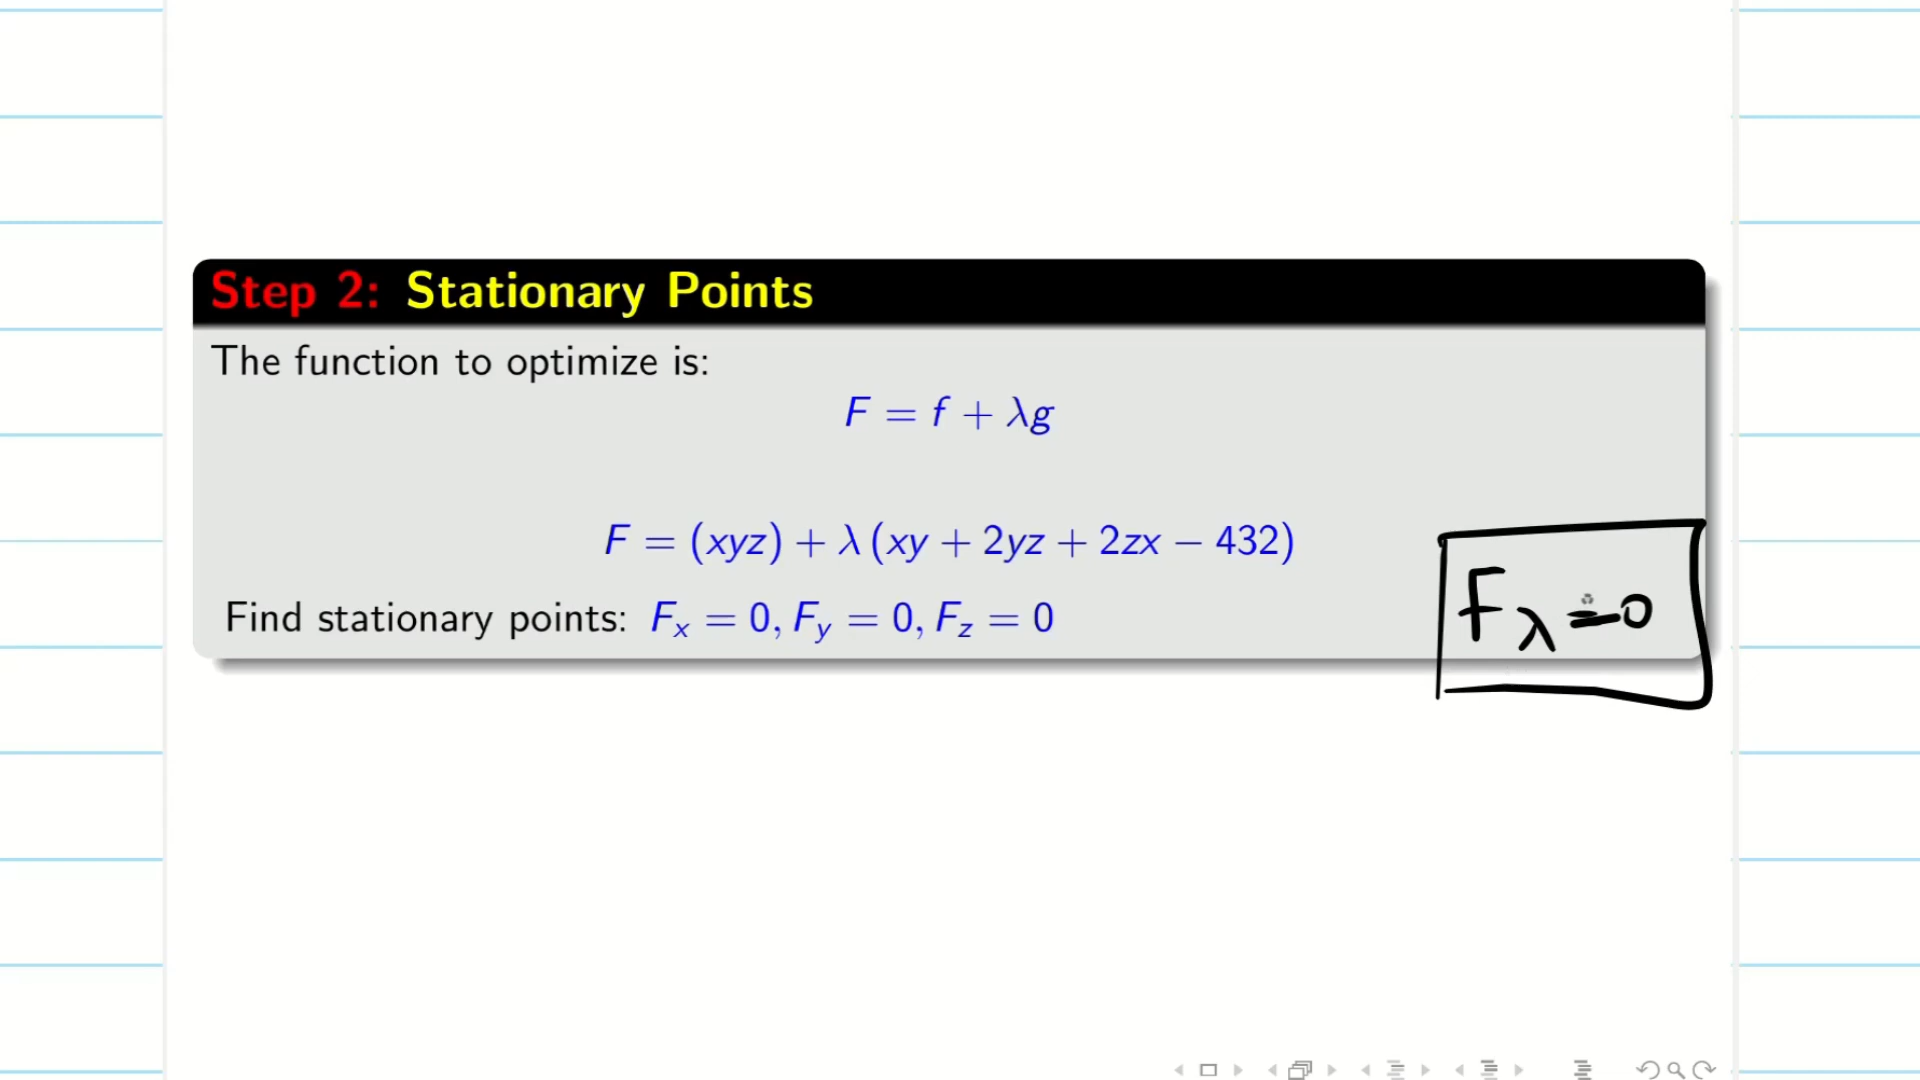 Step 2: Stationary Points
The function to optimize is:
F = f + λg
F = (xyz) + λ (xy + 2yz + 2zx − 432)
Find stationary points: Fₓ = 0, F_y = 0, F_z = 0
F_λ = 0